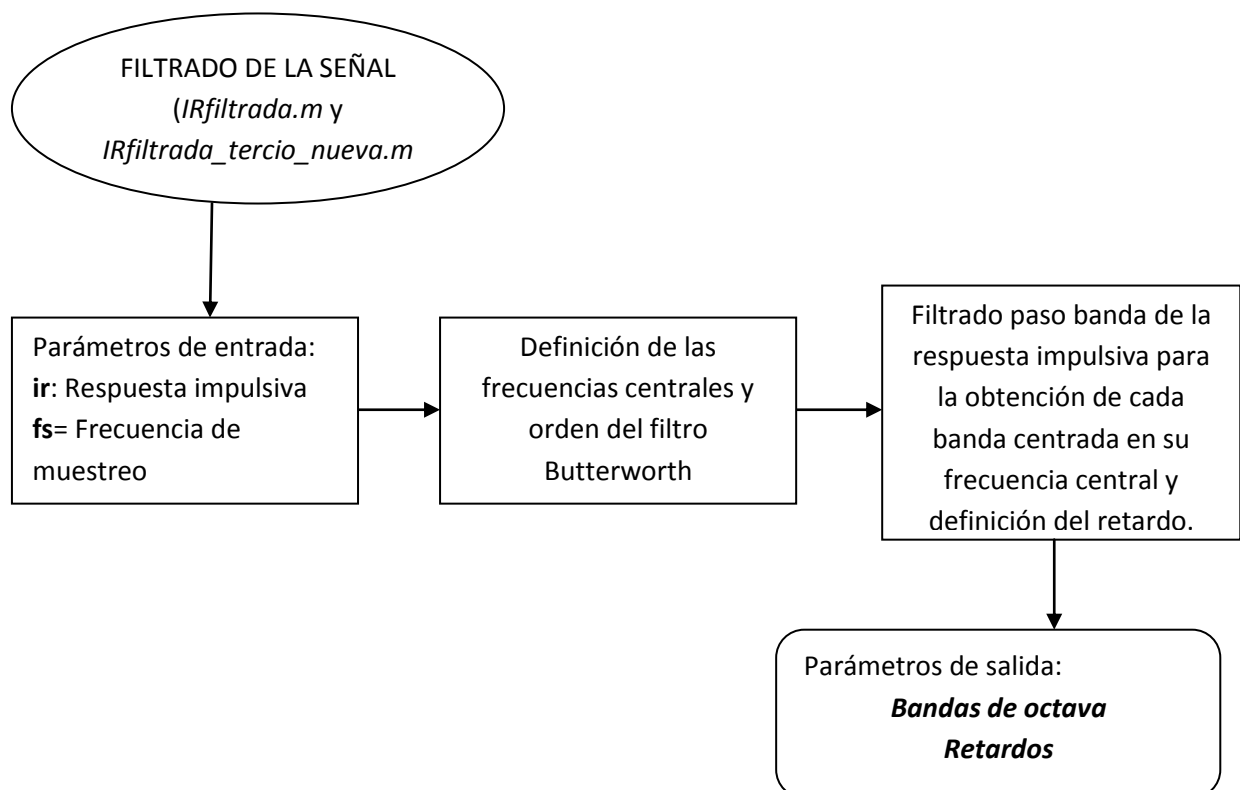 FILTRADO DE LA SEÑAL
(IRfiltrada.m y
IRfiltrada_tercio_nueva.m
Parámetros de entrada:
ir: Respuesta impulsiva
fs= Frecuencia de
muestreo
Definición de las
frecuencias centrales y
orden del filtro
Butterworth
Filtrado paso banda de la
respuesta impulsiva para
la obtención de cada
banda centrada en su
frecuencia central y
definición del retardo.
Parámetros de salida:
Bandas de octava
Retardos